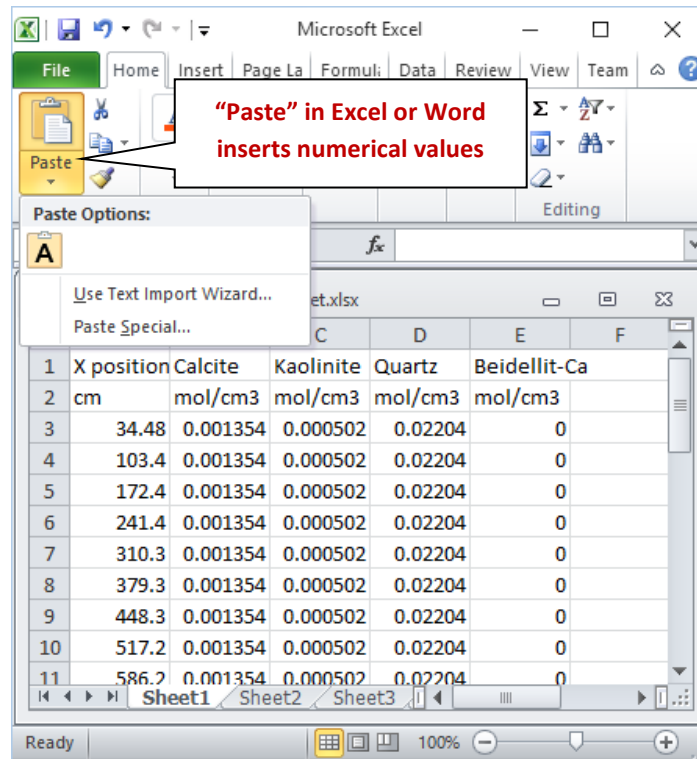 Microsoft Excel
File Home Insert Page La Formul: Data Review View Team
"Paste" in Excel or Word
inserts numerical values
Paste
Σ
A
Z
Editing
Paste Options:
A
fx
Use Text Import Wizard...
Paste Special...
et.xlsx
C D E F
1 X position Calcite Kaolinite Quartz Beidellit-Ca
2 cm mol/cm3 mol/cm3 mol/cm3 mol/cm3
3 34.48 0.001354 0.000502 0.02204 0
4 103.4 0.001354 0.000502 0.02204 0
5 172.4 0.001354 0.000502 0.02204 0
6 241.4 0.001354 0.000502 0.02204 0
7 310.3 0.001354 0.000502 0.02204 0
8 379.3 0.001354 0.000502 0.02204 0
9 448.3 0.001354 0.000502 0.02204 0
10 517.2 0.001354 0.000502 0.02204 0
11 586.2 0.001354 0.000502 0.02204 0
Sheet1 Sheet2 Sheet3
Ready 100%